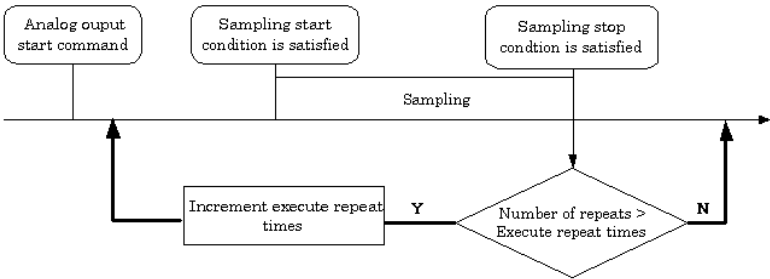 Analog ouput
start command
Sampling start
condition is satisfied
Sampling stop
condtion is satisfied
Sampling
Increment execute repeat
times
Y
Number of repeats >
Execute repeat times
N